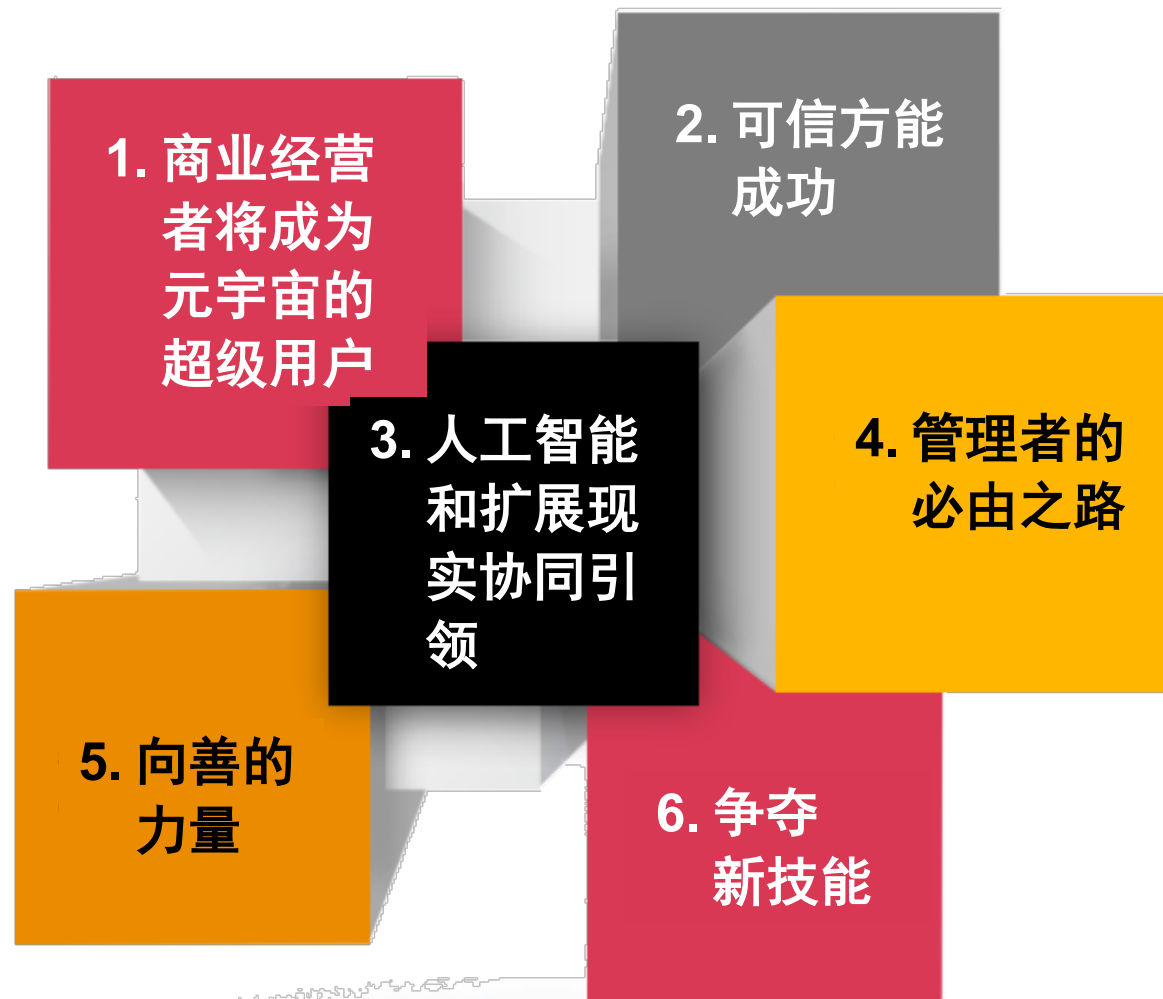 1. 商业经营
者将成为
元宇宙的
超级用户
2. 可信方能
成功
3. 人工智能
和扩展现
实协同引
领
4. 管理者的
必由之路
5. 向善的
力量
6. 争夺
新技能